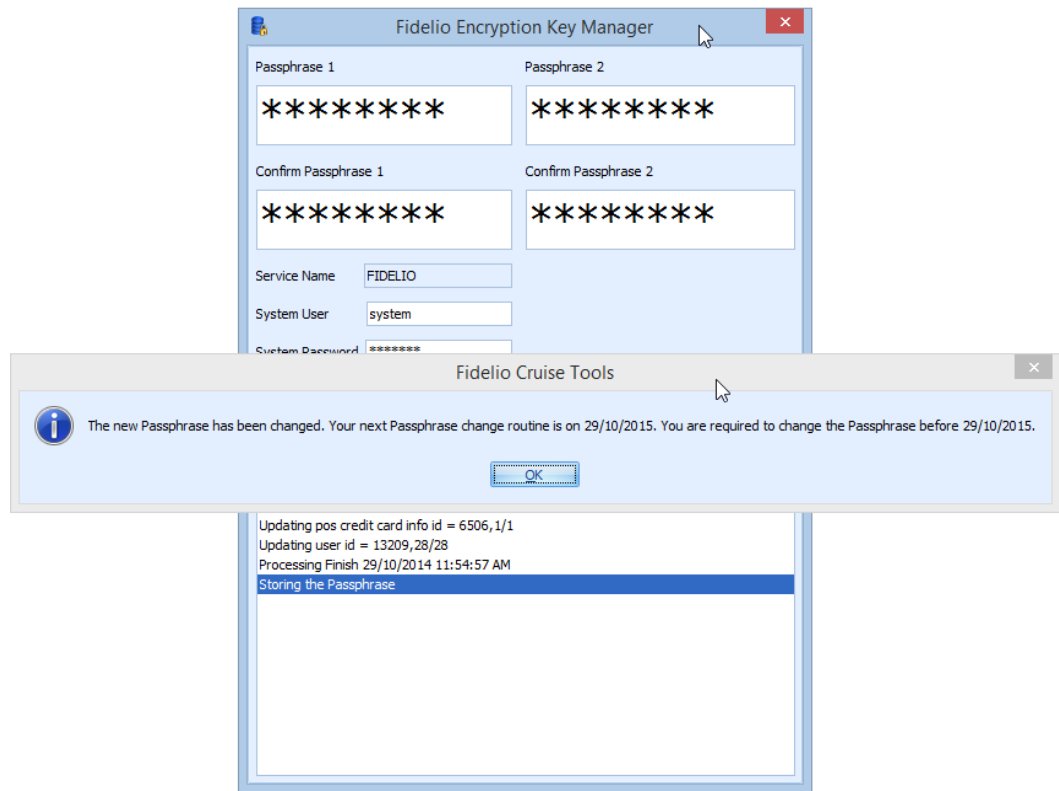 Fidelio Encryption Key Manager
Passphrase 1 Passphrase 2
******** ********
Confirm Passphrase 1 Confirm Passphrase 2
******** ********
Service Name FIDELIO
System User system
System Password *******
Fidelio Cruise Tools
The new Passphrase has been changed. Your next Passphrase change routine is on 29/10/2015. You are required to change the Passphrase before 29/10/2015.
OK
Updating pos credit card info id = 6506,1/1
Updating user id = 13209,28/28
Processing Finish 29/10/2014 11:54:57 AM
Storing the Passphrase